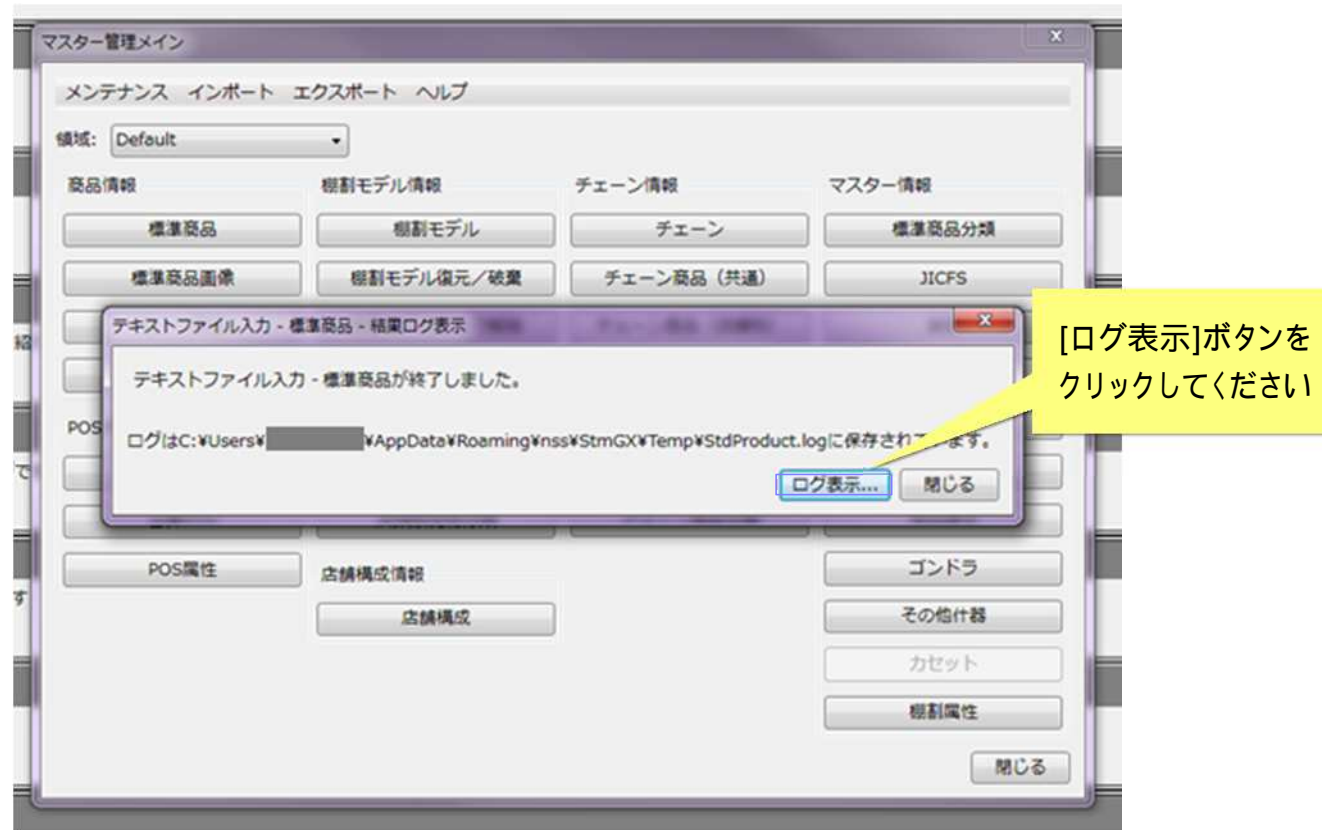 マスター管理メイン
メンテナンス インポート エクスポート ヘルプ
領域: Default
商品情報 棚割モデル情報 チェーン情報 マスター情報
標準商品 棚割モデル チェーン 標準商品分類
標準商品画像 棚割モデル復元／破棄 チェーン商品（共通） JICFS
テキストファイル入力 - 標準商品 - 結果ログ表示
[ログ表示]ボタンを
クリックしてください
テキストファイル入力 - 標準商品が終了しました。
POS
ログはC:¥Users¥ ¥AppData¥Roaming¥nss¥StmGX¥Temp¥StdProduct.logに保存されています。
で
ログ表示... 閉じる
POS属性 店舗構成情報 ゴンドラ
す
店舗構成 その他什器
カセット
棚割属性
閉じる